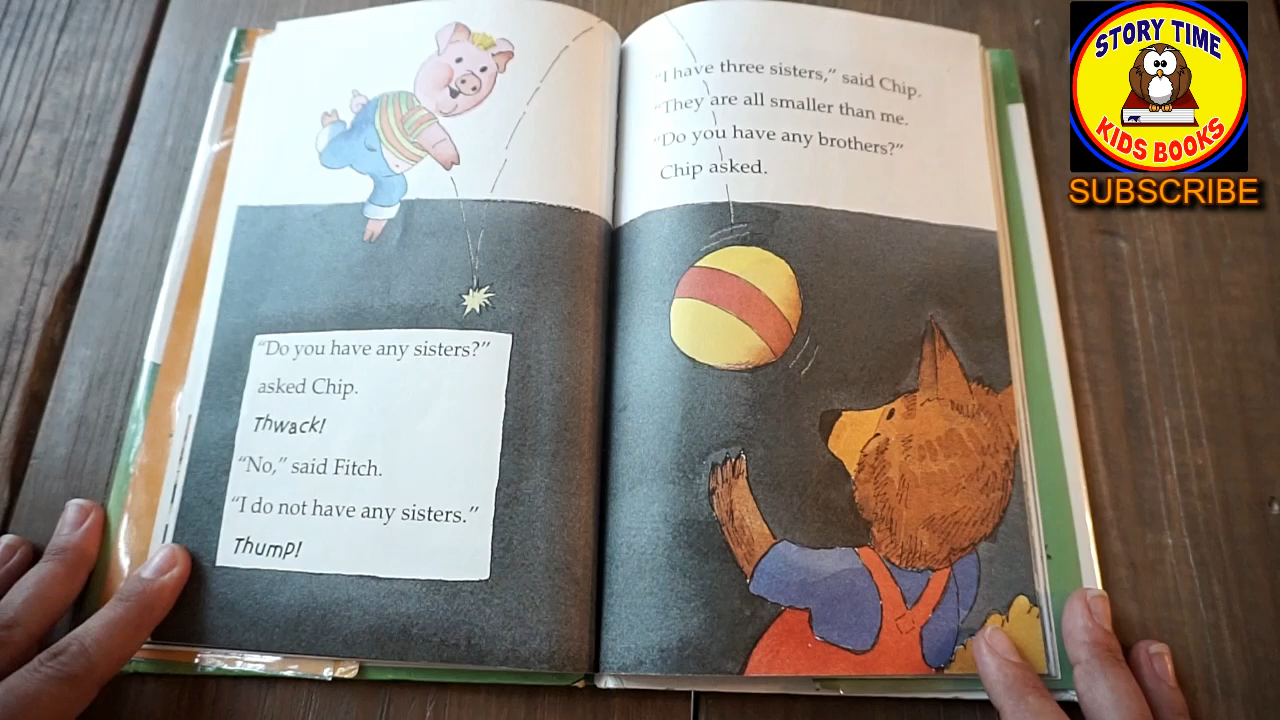 "Do you have any sisters?"
asked Chip.
Thwack!
"No," said Fitch.
"I do not have any sisters."
Thump!
"I have three sisters," said Chip.
"They are all smaller than me.
"Do you have any brothers?"
Chip asked.
STORY TIME
KIDS BOOKS
SUBSCRIBE